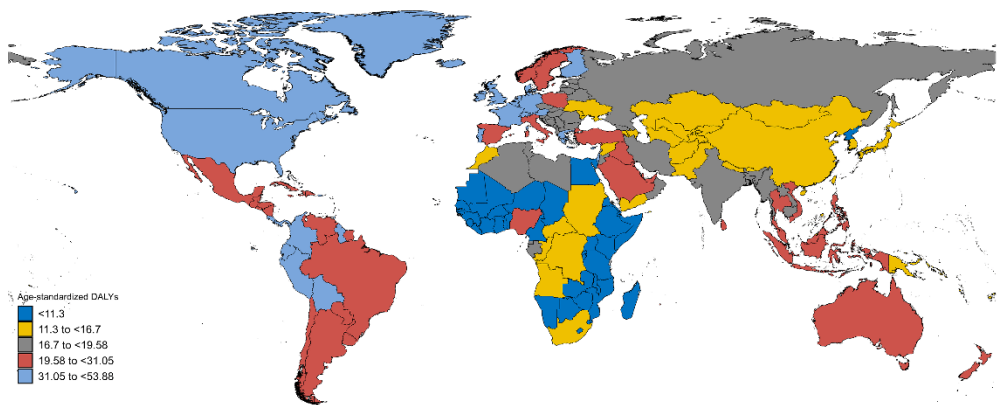 Age-standardized DALYs
<11.3
11.3 to <16.7
16.7 to <19.58
19.58 to <31.05
31.05 to <53.88